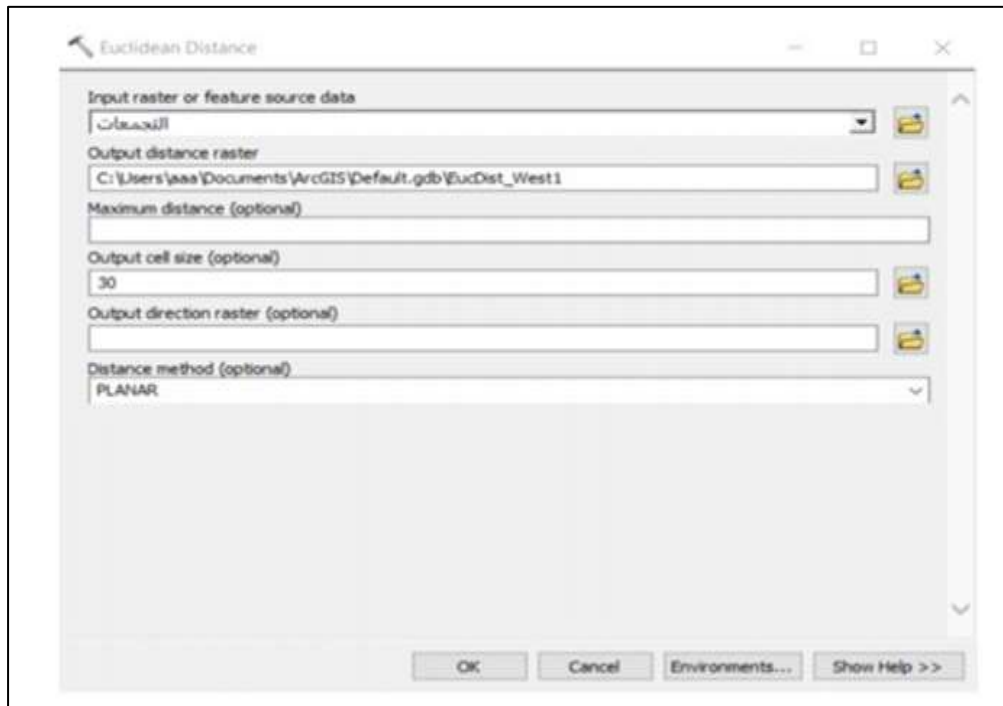 Euclidean Distance
Input raster or feature source data
التجمعات
Output distance raster
C:\Users\aaa\Documents\ArcGIS\Default.gdb\EucDist_West1
Maximum distance (optional)
Output cell size (optional)
30
Output direction raster (optional)
Distance method (optional)
PLANAR
OK
Cancel
Environments...
Show Help >>